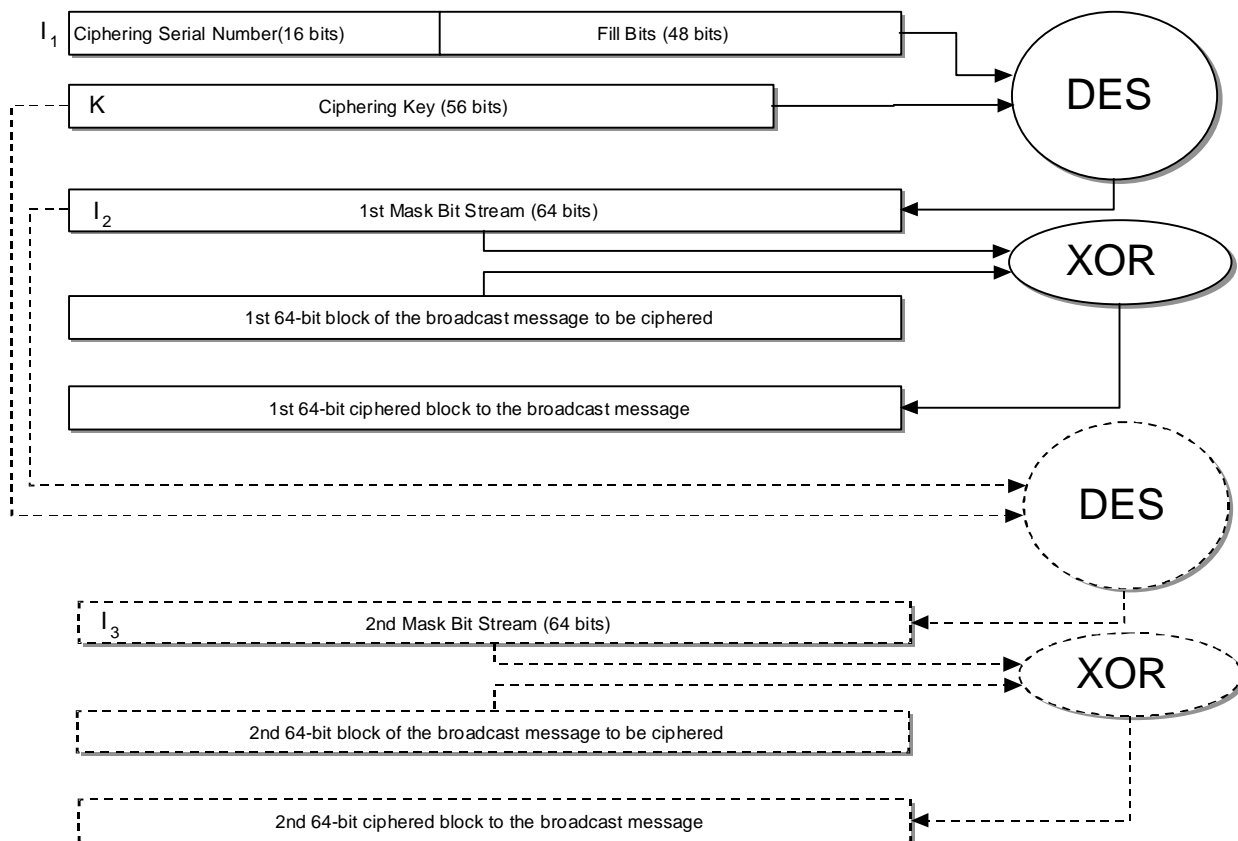 I1 Ciphering Serial Number(16 bits) Fill Bits (48 bits)
DES
K Ciphering Key (56 bits)
I2 1st Mask Bit Stream (64 bits)
XOR
1st 64-bit block of the broadcast message to be ciphered
1st 64-bit ciphered block to the broadcast message
DES
I3 2nd Mask Bit Stream (64 bits)
XOR
2nd 64-bit block of the broadcast message to be ciphered
2nd 64-bit ciphered block to the broadcast message